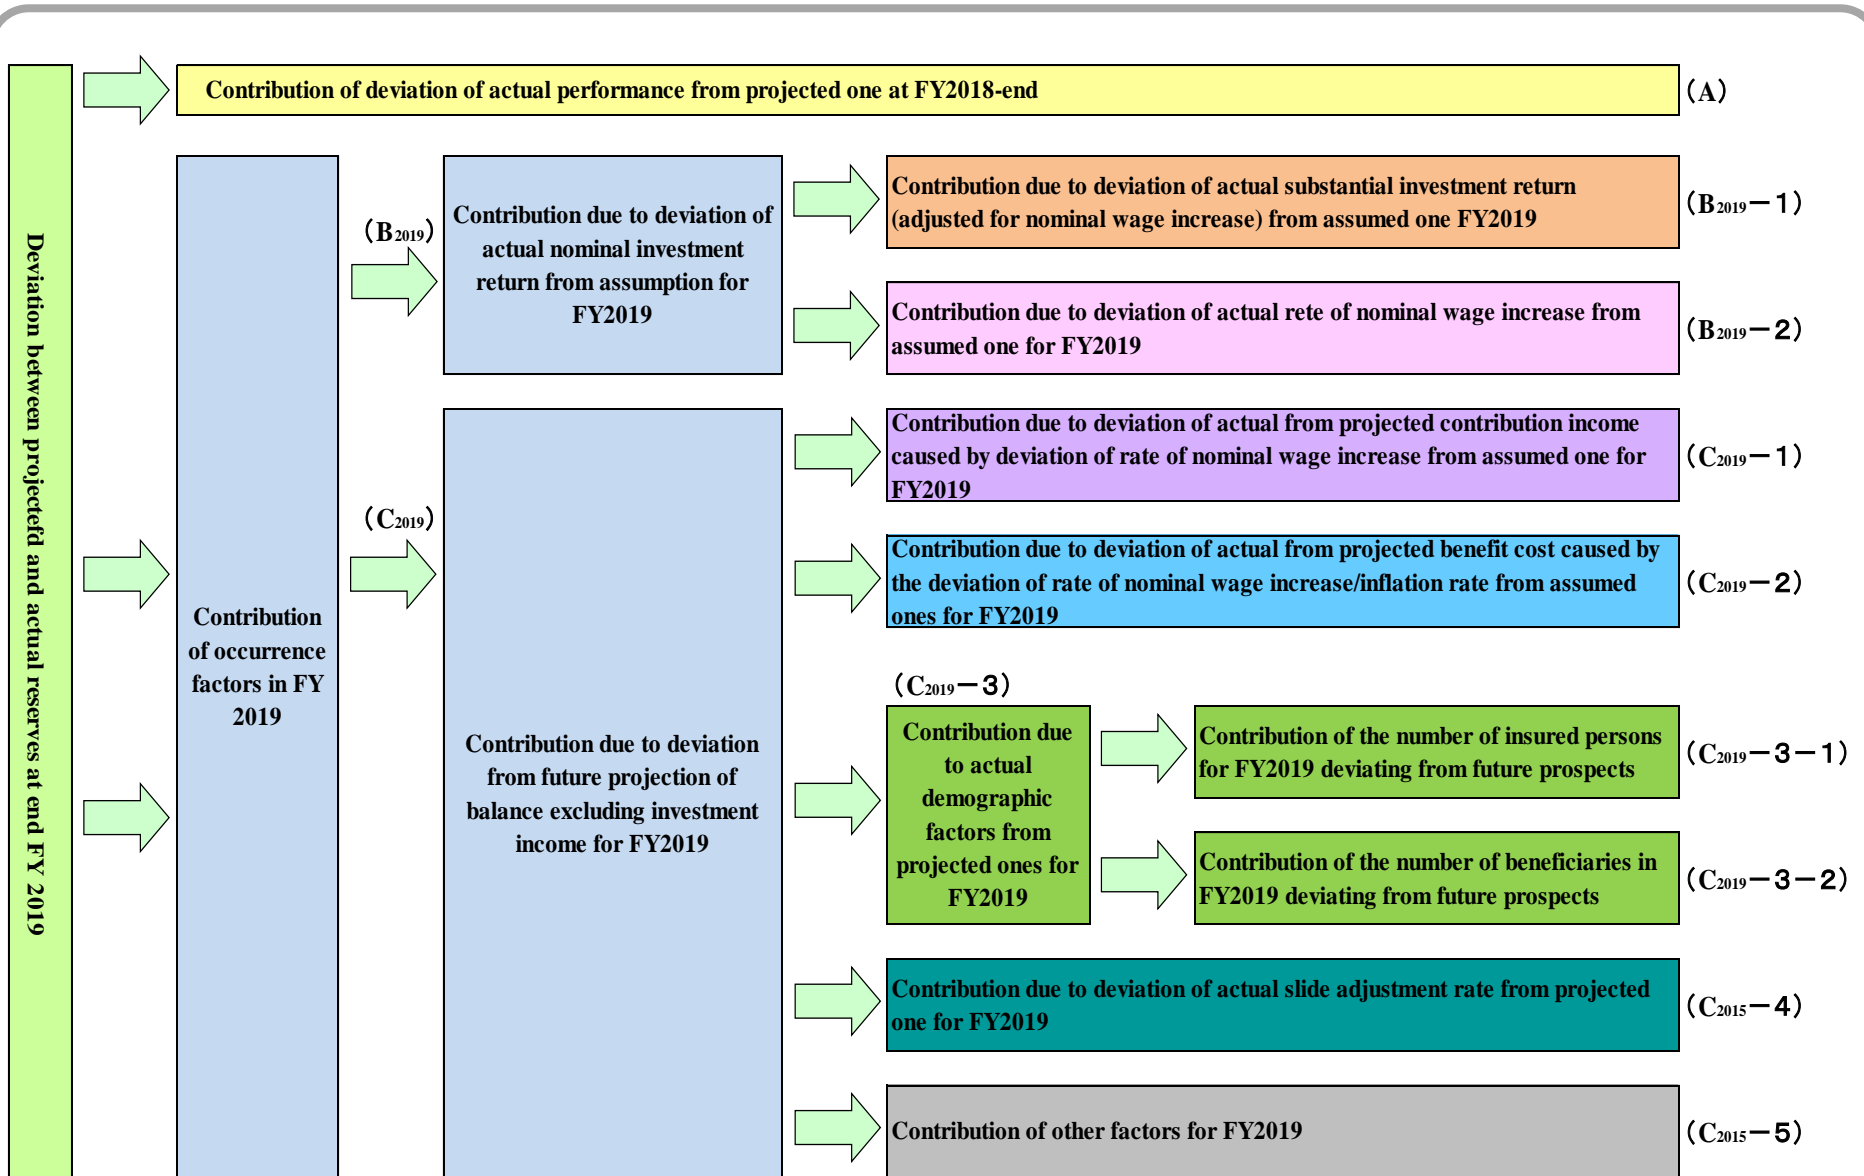 Deviation between projectefd and actual reserves at end FY 2019
Contribution of deviation of actual performance from projected one at FY2018-end
（A）
Contribution
of occurrence
factors in FY
2019
（B2019）
Contribution due to deviation of
actual nominal investment
return from assumption for
FY2019
Contribution due to deviation of actual substantial investment return
(adjusted for nominal wage increase) from assumed one FY2019
（B2019－1）
Contribution due to deviation of actual rete of nominal wage increase from
assumed one for FY2019
（B2019－2）
（C2019）
Contribution due to deviation
from future projection of
balance excluding investment
income for FY2019
Contribution due to deviation of actual from projected contribution income
caused by deviation of rate of nominal wage increase from assumed one for
FY2019
（C2019－1）
Contribution due to deviation of actual from projected benefit cost caused by
the deviation of rate of nominal wage increase/inflation rate from assumed
ones for FY2019
（C2019－2）
（C2019－3）
Contribution due
to actual
demographic
factors from
projected ones for
FY2019
Contribution of the number of insured persons
for FY2019 deviating from future prospects
（C2019－3－1）
Contribution of the number of beneficiaries in
FY2019 deviating from future prospects
（C2019－3－2）
Contribution due to deviation of actual slide adjustment rate from projected
one for FY2019
（C2015－4）
Contribution of other factors for FY2019
（C2015－5）